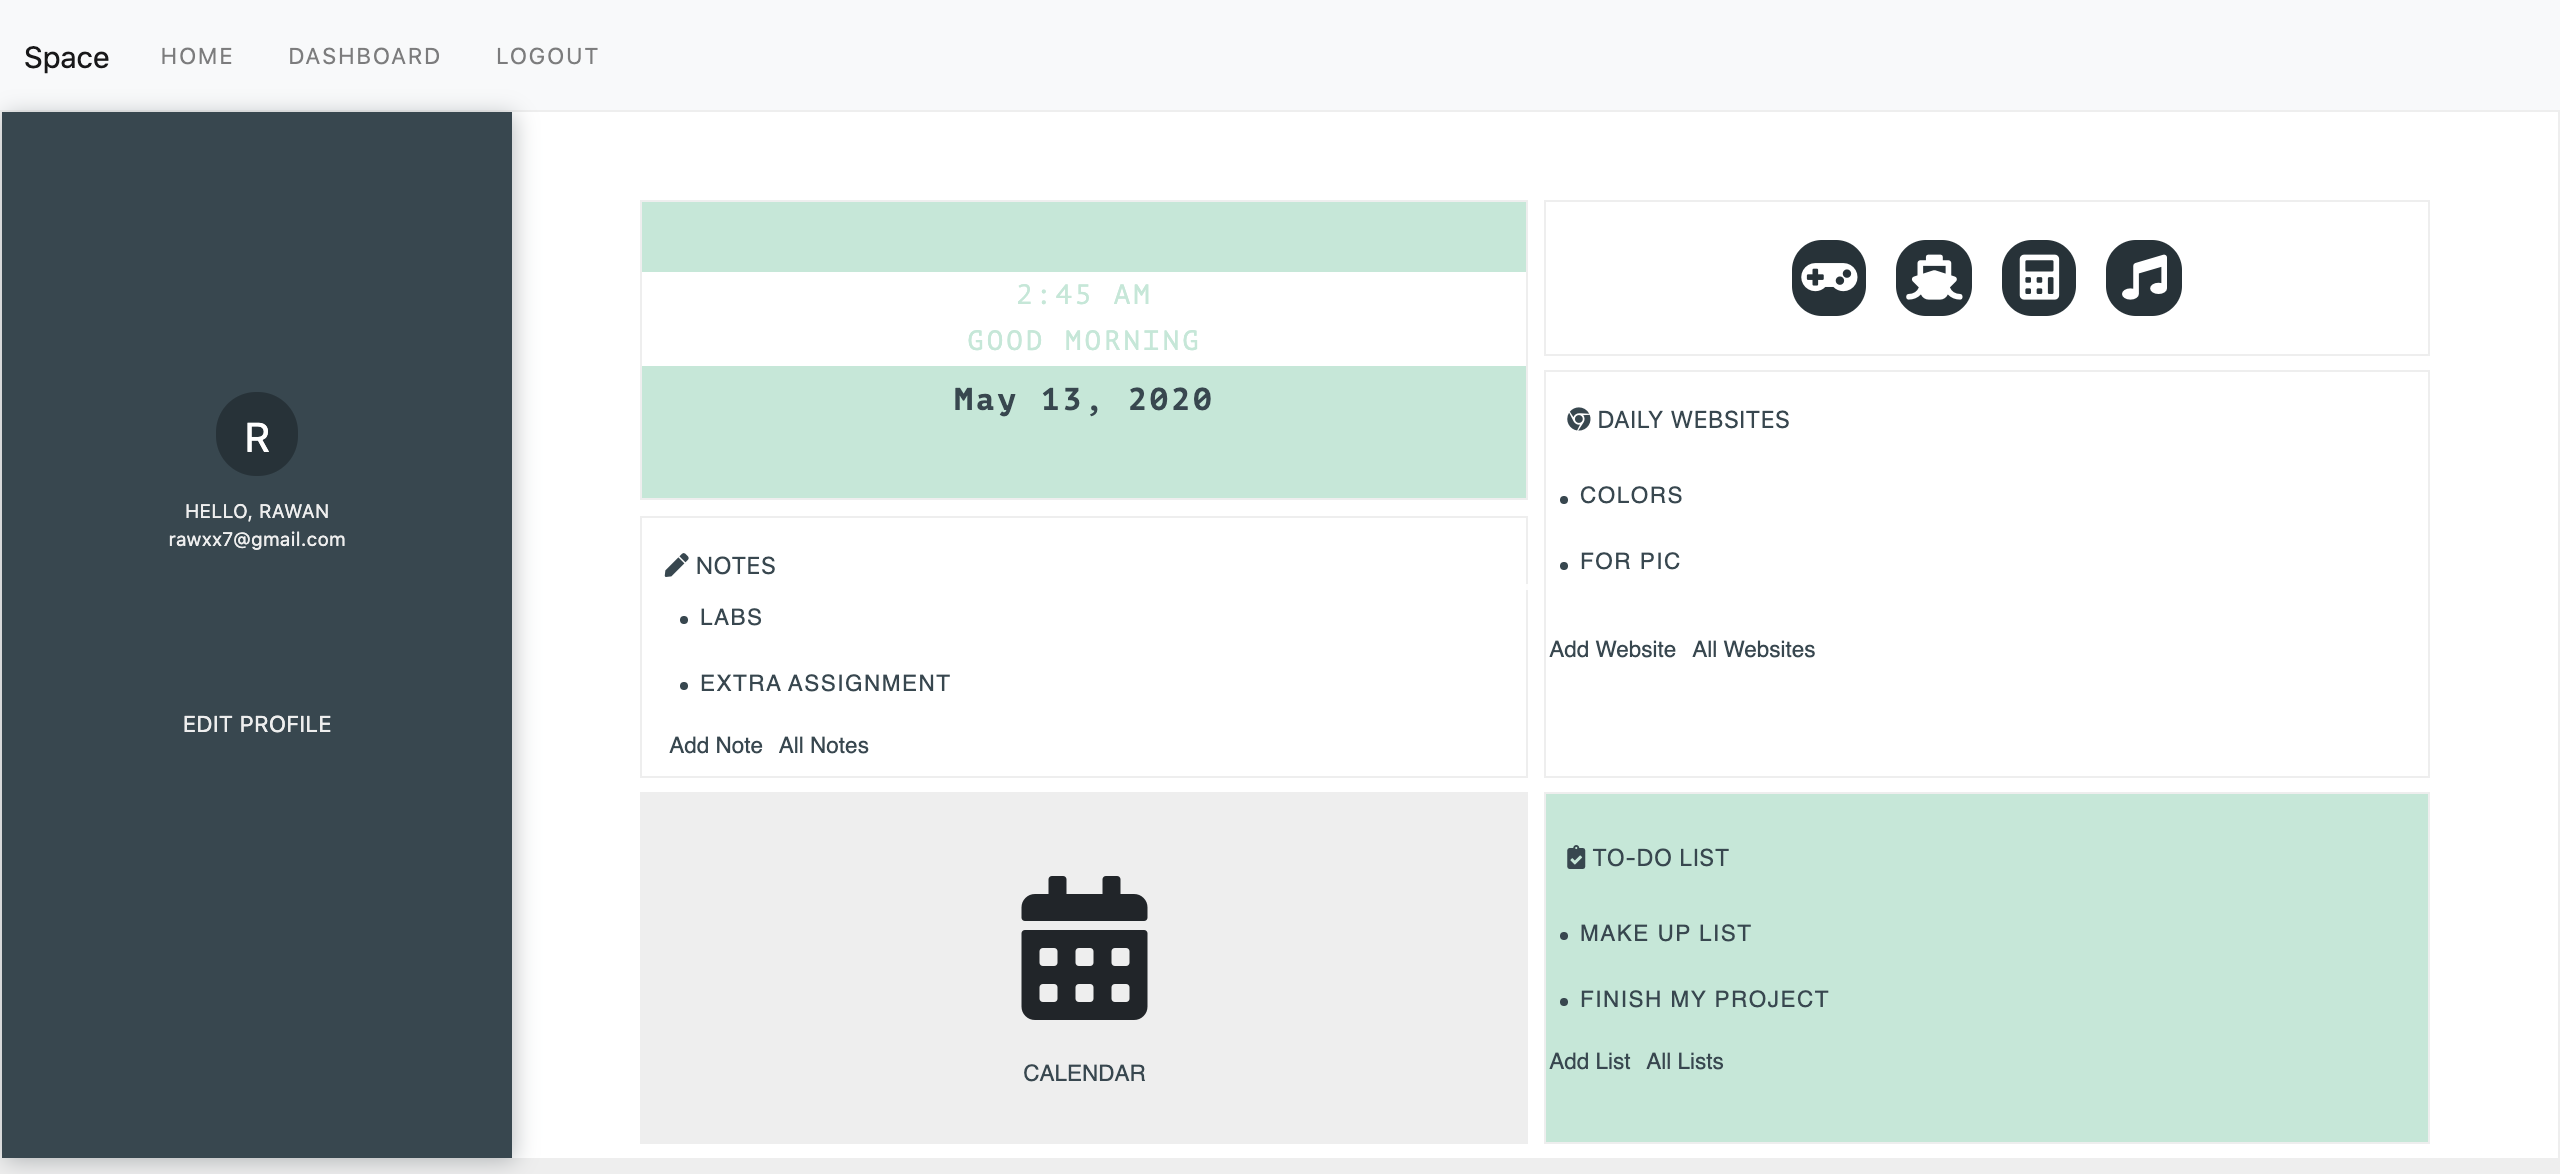 Space HOME DASHBOARD LOGOUT
R
HELLO, RAWAN
rawxx7@gmail.com
EDIT PROFILE
2:45 AM
GOOD MORNING
May 13, 2020
NOTES
LABS
EXTRA ASSIGNMENT
Add Note All Notes
CALENDAR
DAILY WEBSITES
COLORS
FOR PIC
Add Website All Websites
TO-DO LIST
MAKE UP LIST
FINISH MY PROJECT
Add List All Lists